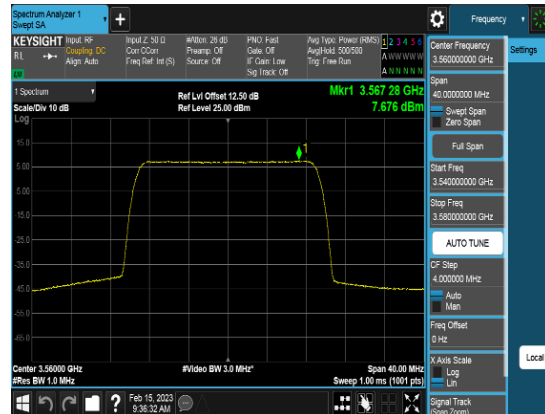 Spectrum Analyzer 1
Swept SA
Frequency
KEYSIGHT
Input: RF
Coupling: DC
Align: Auto
Input Z: 50 Ω
Corr CCorr
Freq Ref: Int (S)
#Atten: 26 dB
Preamp: Off
Source: Off
PNO: Fast
Gate: Off
IF Gain: Low
Sig Track: Off
Avg Type: Power (RMS)
Avg|Hold: 500/500
Trig: Free Run
1 2 3 4 5 6
A W W W W W
A N N N N N
RL
LXI
1 Spectrum
Scale/Div 10 dB
Log
Ref Lvl Offset 12.50 dB
Ref Level 25.00 dBm
Mkr1 3.567 28 GHz
7.676 dBm
1
15.0
5.00
-5.00
-15.0
-25.0
-35.0
-45.0
-55.0
-65.0
Center 3.56000 GHz
#Res BW 1.0 MHz
#Video BW 3.0 MHz*
Span 40.00 MHz
Sweep 1.00 ms (1001 pts)
Feb 15, 2023
9:36:32 AM
Center Frequency
3.560000000 GHz
Settings
Span
40.0000000 MHz
Swept Span
Zero Span
Full Span
Start Freq
3.540000000 GHz
Stop Freq
3.580000000 GHz
AUTO TUNE
CF Step
4.000000 MHz
Auto
Man
Freq Offset
0 Hz
X Axis Scale
Log
Lin
Local
Signal Track
(Span Zoom)